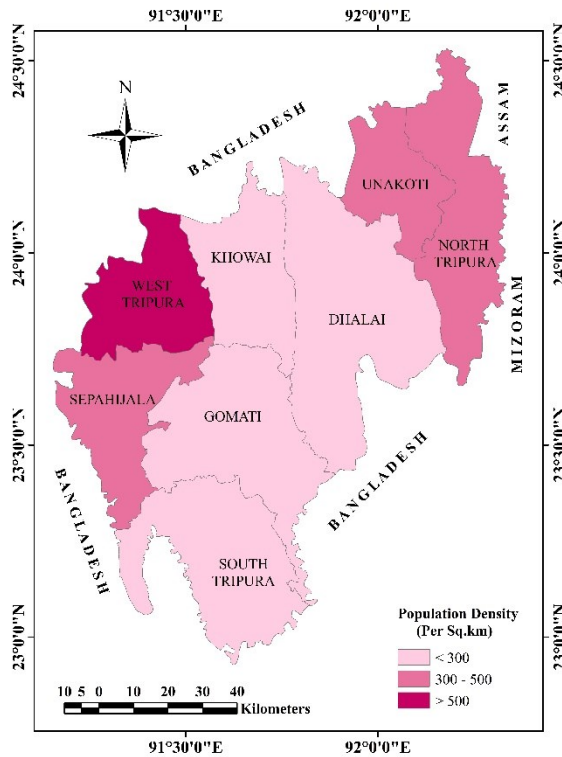 91°30'0"E 92°0'0"E
24°30'0"N 24°30'0"N
N
BANGLADESH
ASSAM
UNAKOTI
24°0'0"N 24°0'0"N
KHOWAI
NORTH
TRIPURA
WEST
TRIPURA
DHALAI
MIZORAM
SEPAHIJALA
GOMATI
23°30'0"N 23°30'0"N
BANGLADESH
BANGLADESH
SOUTH
TRIPURA
Population Density
(Per Sq.km)
< 300
300 - 500
> 500
23°0'0"N 23°0'0"N
10 5 0 10 20 30 40
Kilometers
91°30'0"E 92°0'0"E